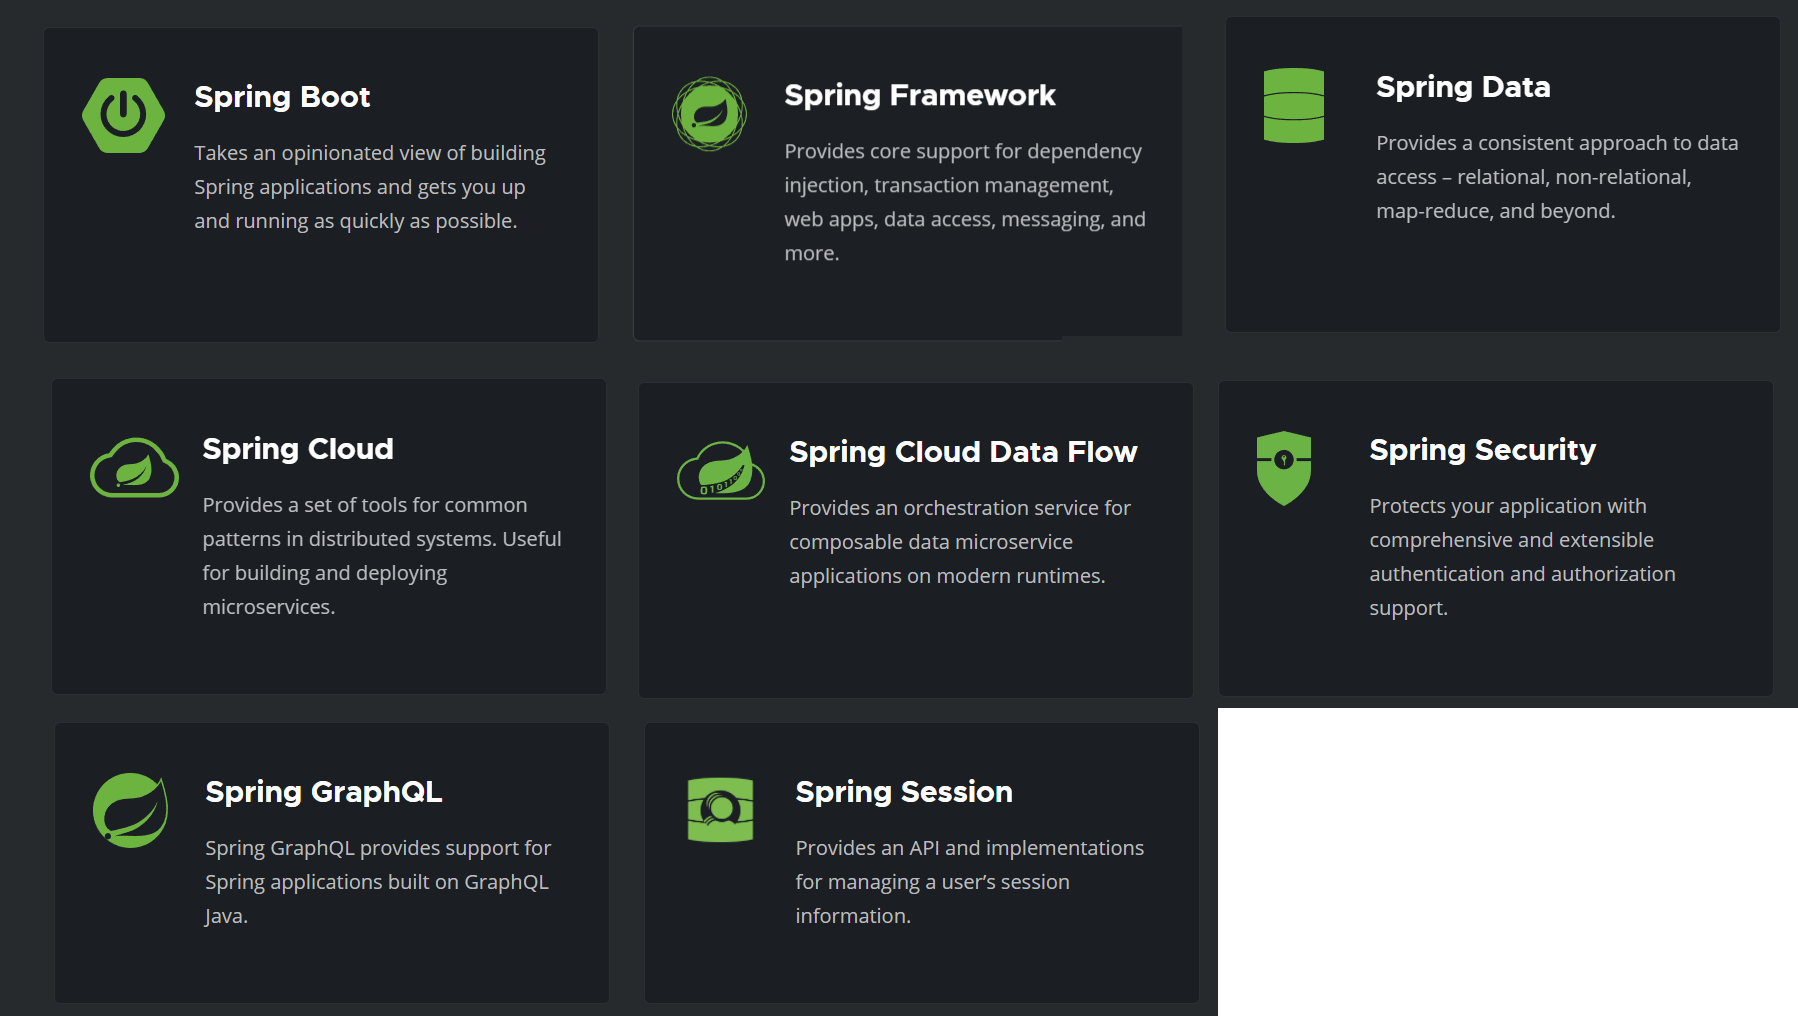 Spring Boot
Takes an opinionated view of building
Spring applications and gets you up
and running as quickly as possible.
Spring Framework
Provides core support for dependency
injection, transaction management,
web apps, data access, messaging, and
more.
Spring Data
Provides a consistent approach to data
access – relational, non-relational,
map-reduce, and beyond.
Spring Cloud
Provides a set of tools for common
patterns in distributed systems. Useful
for building and deploying
microservices.
Spring Cloud Data Flow
Provides an orchestration service for
composable data microservice
applications on modern runtimes.
Spring Security
Protects your application with
comprehensive and extensible
authentication and authorization
support.
Spring GraphQL
Spring GraphQL provides support for
Spring applications built on GraphQL
Java.
Spring Session
Provides an API and implementations
for managing a user’s session
information.